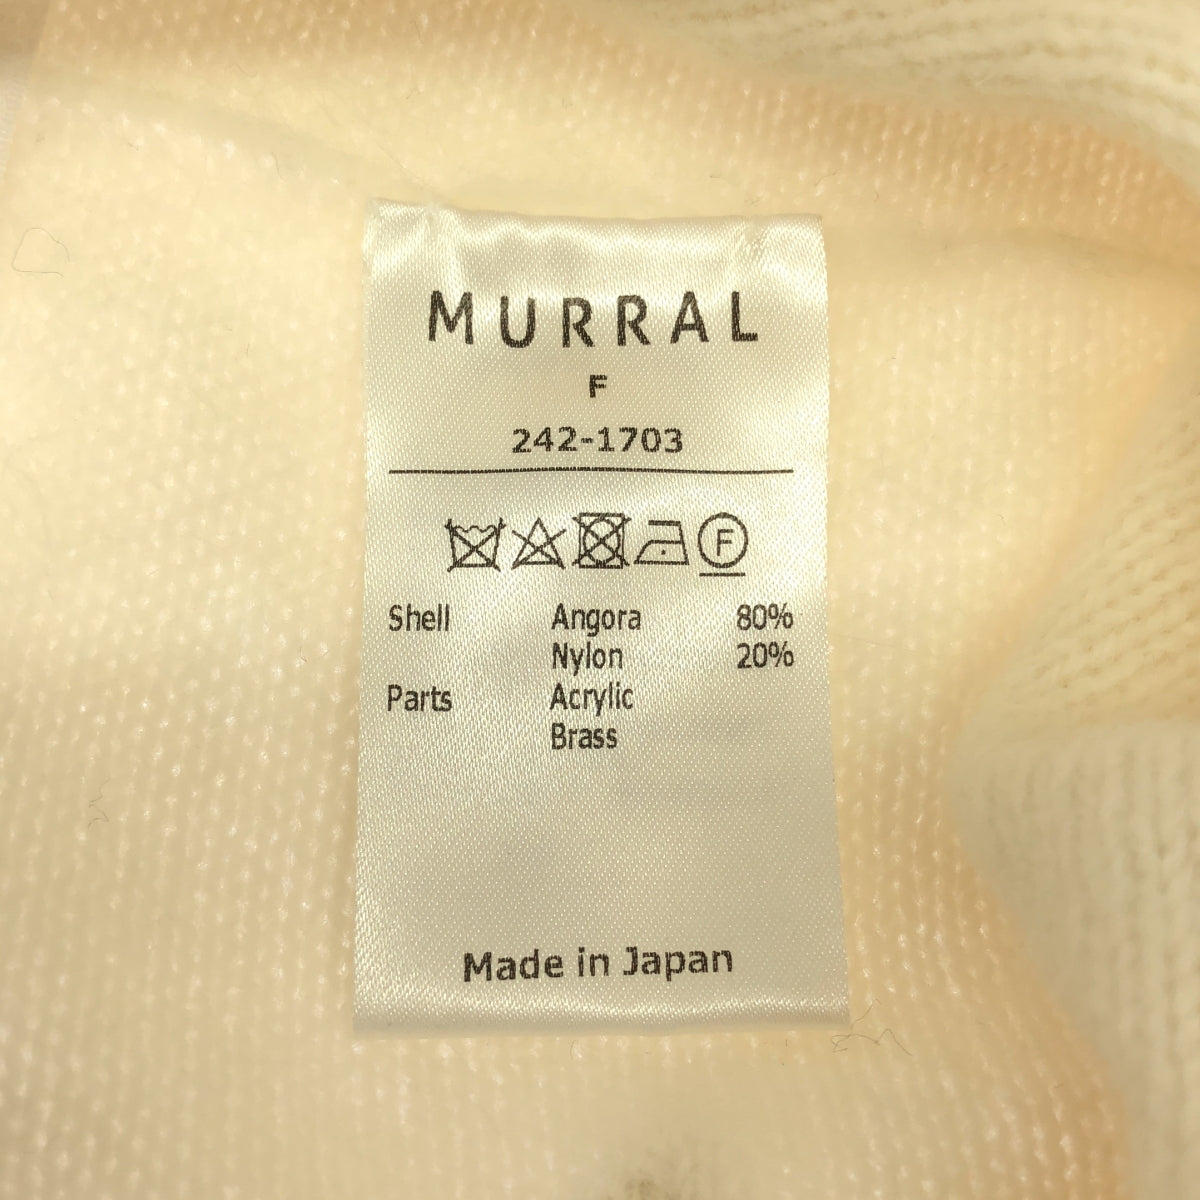 MURRAL
F
242-1703
F
Shell Angora 80%
Nylon 20%
Parts Acrylic
Brass
Made in Japan